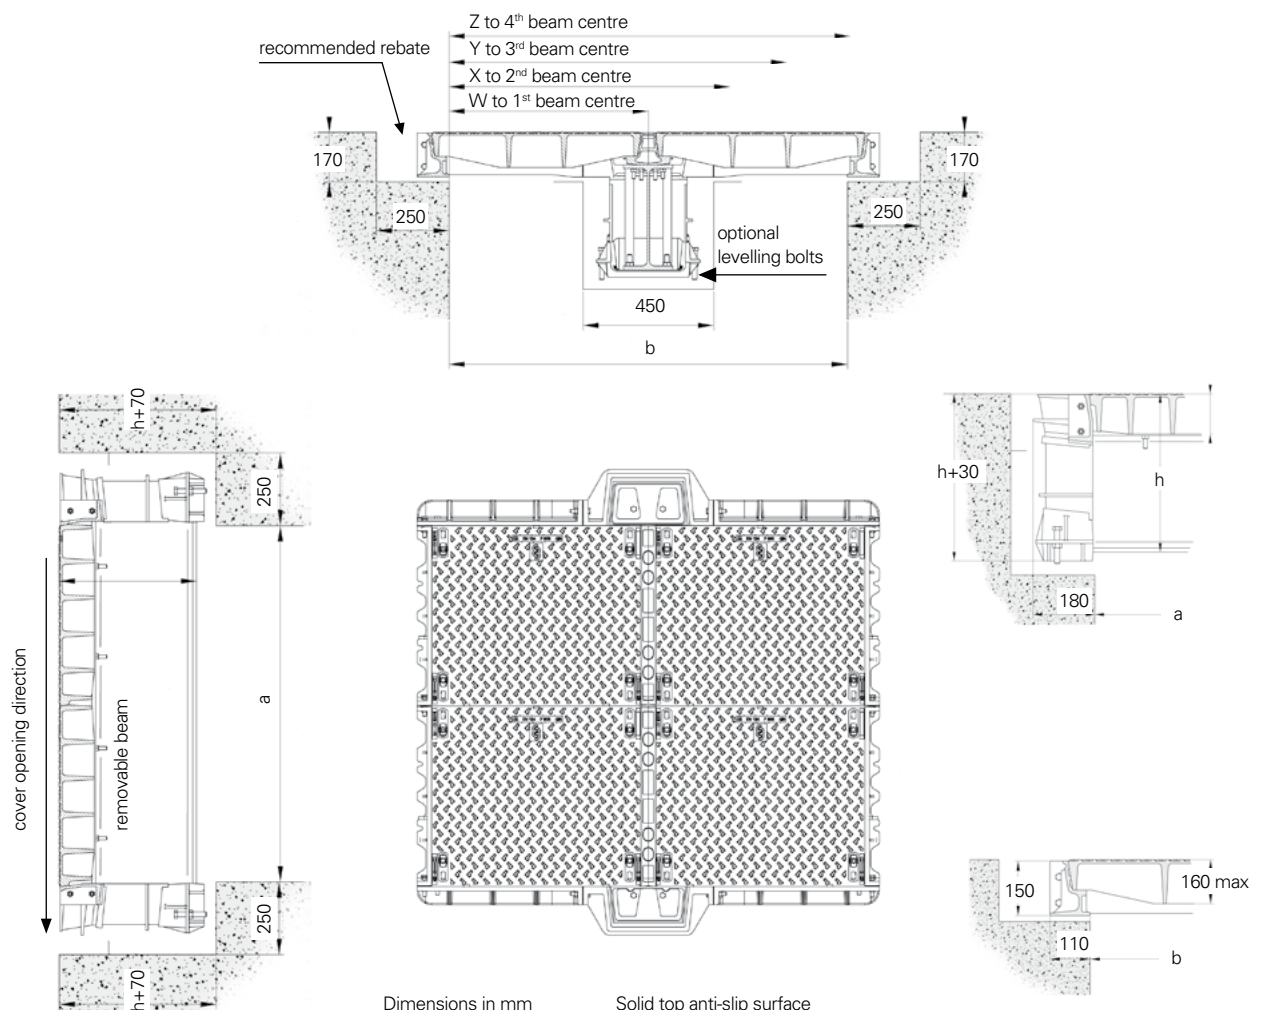 Z to 4th beam centre
recommended rebate
Y to 3rd beam centre
X to 2nd beam centre
W to 1st beam centre
170
170
250
250
optional
levelling bolts
450
b
h+70
250
h+30
h
180
a
cover opening direction
removable beam
a
150
160 max
110
b
250
h+70
Dimensions in mm
Solid top anti-slip surface